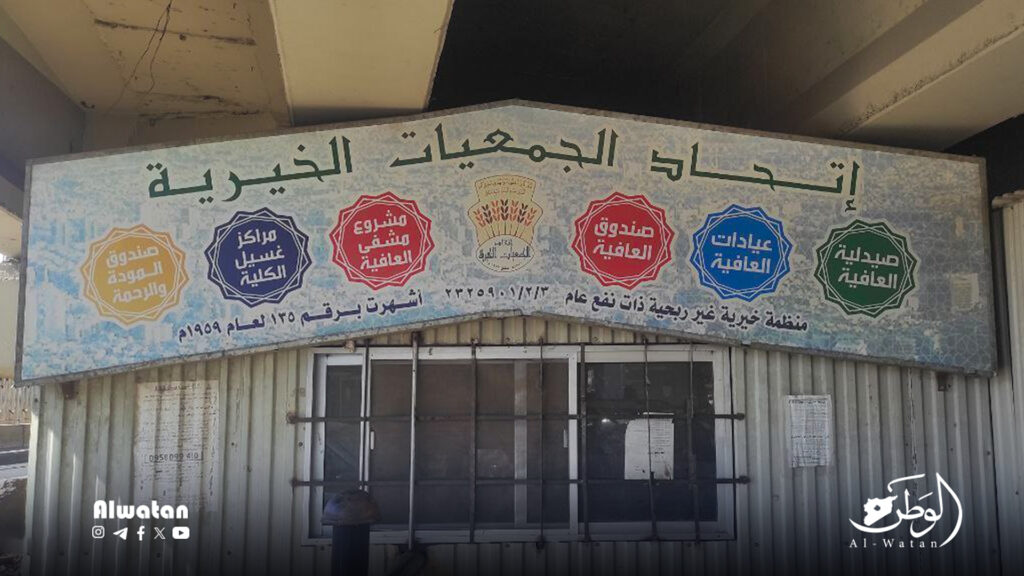 إتحاد الجمعيات الخيرية
صيدلية
العافية
عيادات
العافية
صندوق
العافية
مشروع
مشفى
العافية
مراكز
غسيل
الكلية
صندوق
المودة
والرحمة
منظمة خيرية غير ربحية ذات نفع عام ٢٣٢٥٩٠١/٢/٣ أشهرت برقم ١٣٥ لعام ١٩٥٩م
Alwatan
الوطن
Al-Watan